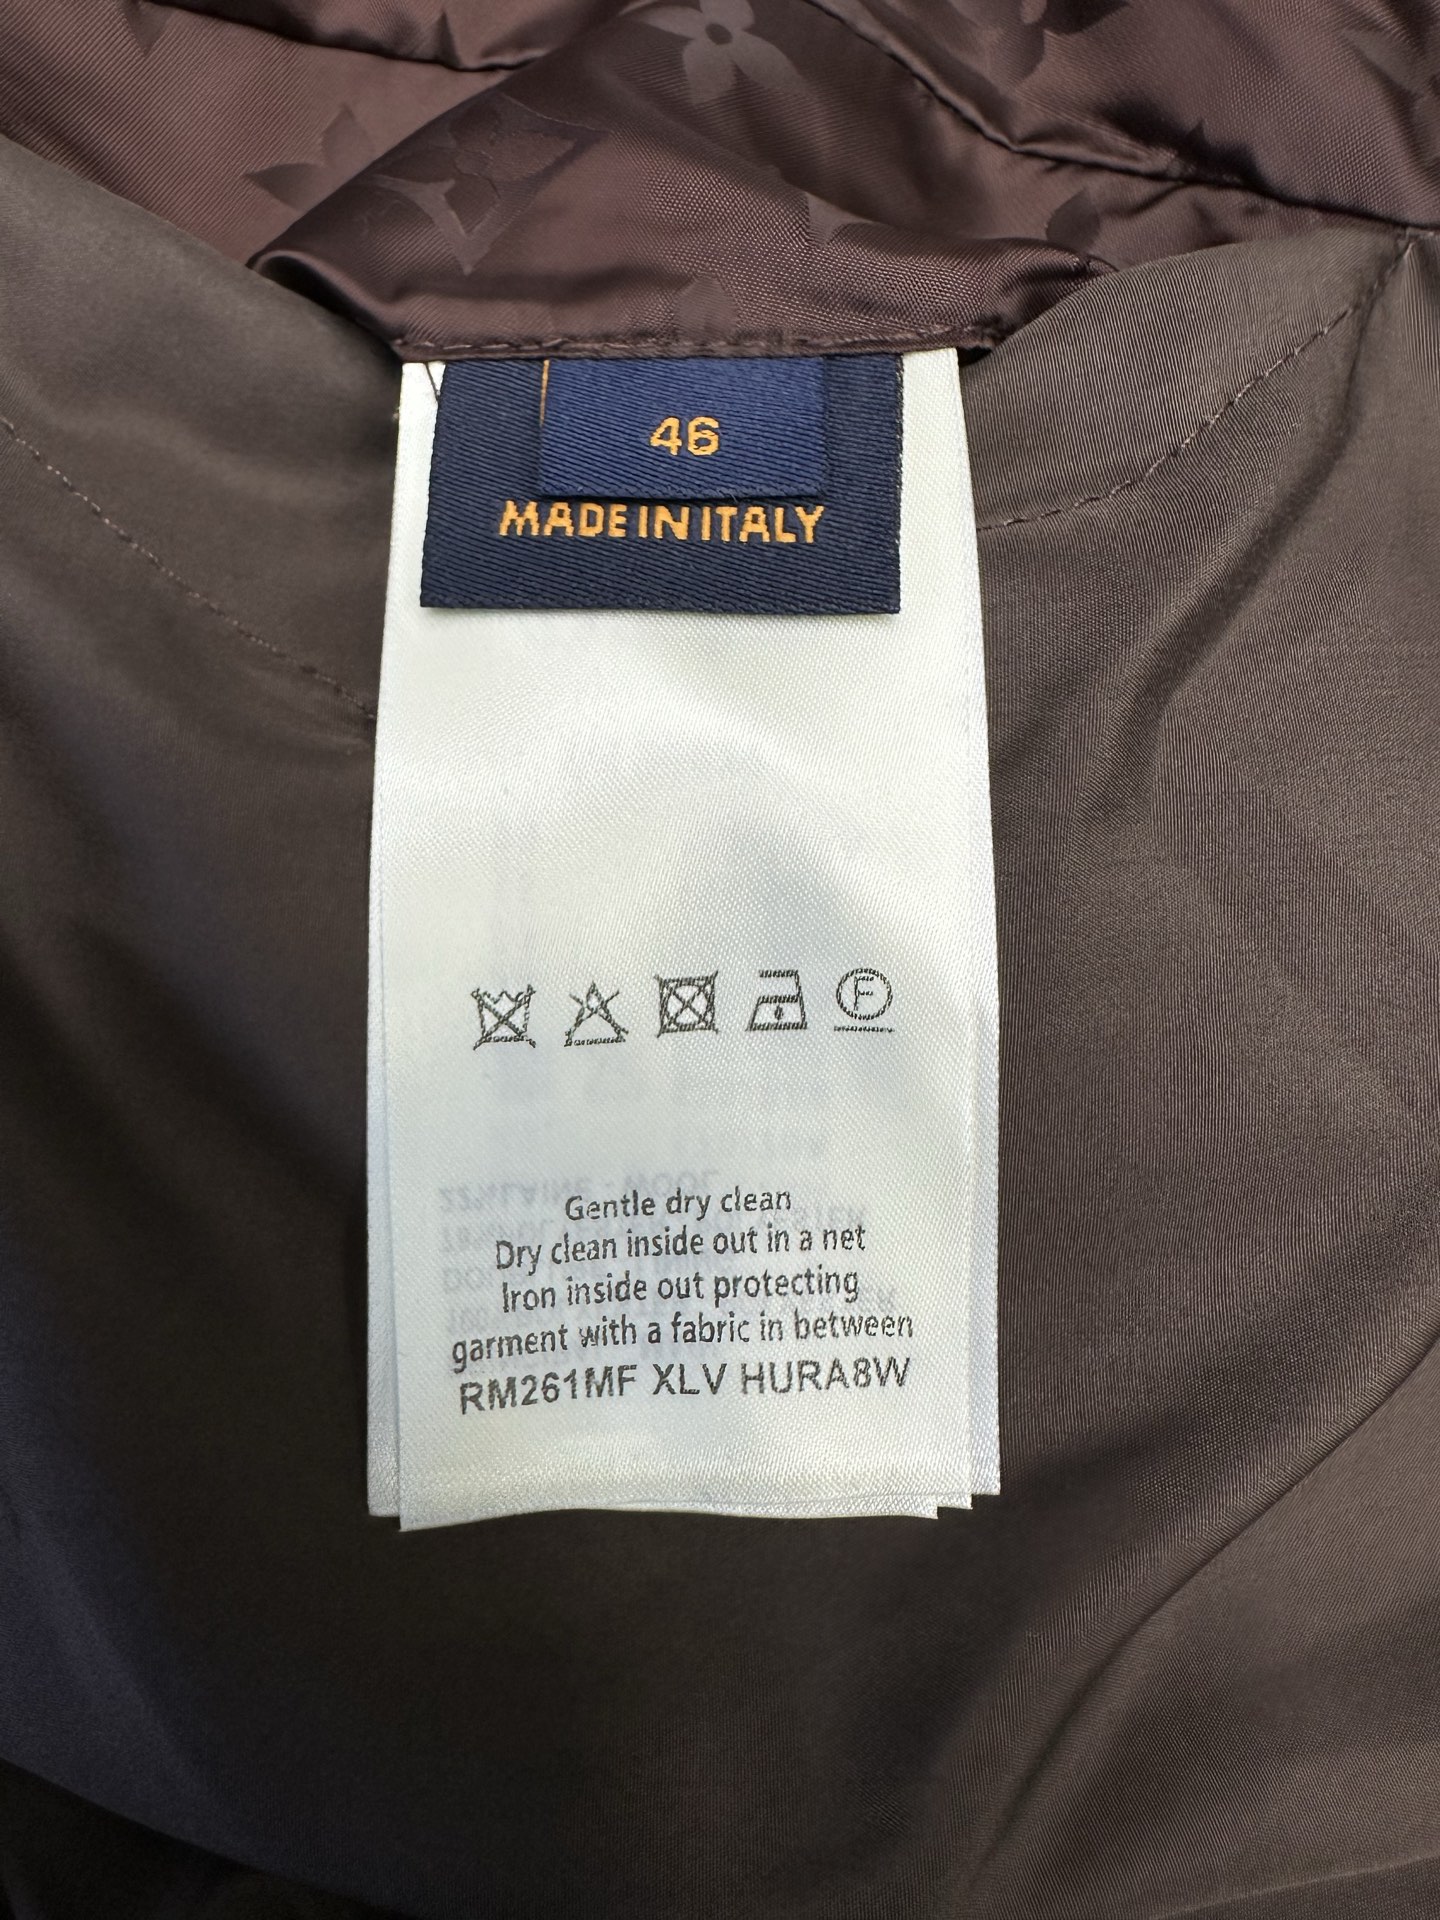 46
MADE IN ITALY
F
Gentle dry clean
Dry clean inside out in a net
Iron inside out protecting
garment with a fabric in between
RM261MF XLV HURA8W